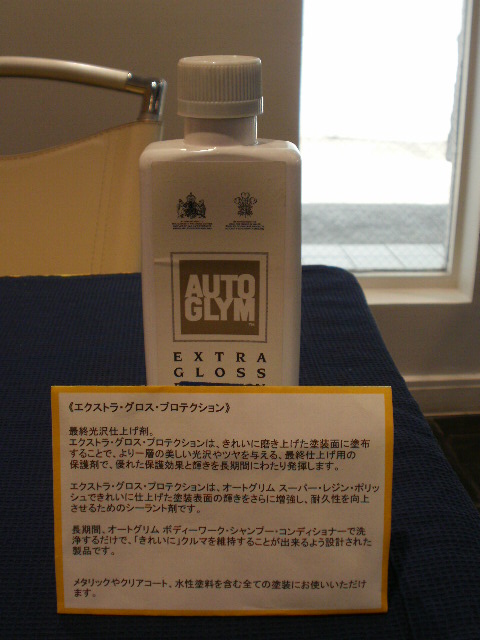 AUTO
GLYM
EXTRA
GLOSS
《エクストラ・グロス・プロテクション》
最終光沢仕上げ剤。
エクストラ・グロス・プロテクションは、きれいに磨き上げた塗装面に塗布
することで、より一層の美しい光沢やツヤを与える、最終仕上げ用の
保護剤で、優れた保護効果と輝きを長期間にわたり発揮します。
エクストラ・グロス・プロテクションは、オートグリム スーパー・レジン・ポリッ
シュできれいに仕上げた塗装表面の輝きをさらに増強し、耐久性を向上
させるためのシーラント剤です。
長期間、オートグリム ボディーワーク・シャンプー・コンディショナーで洗
浄するだけで、「きれいに」クルマを維持することが出来るよう設計された
製品です。
メタリックやクリアコート、水性塗料を含む全ての塗装にお使いいただけ
ます。